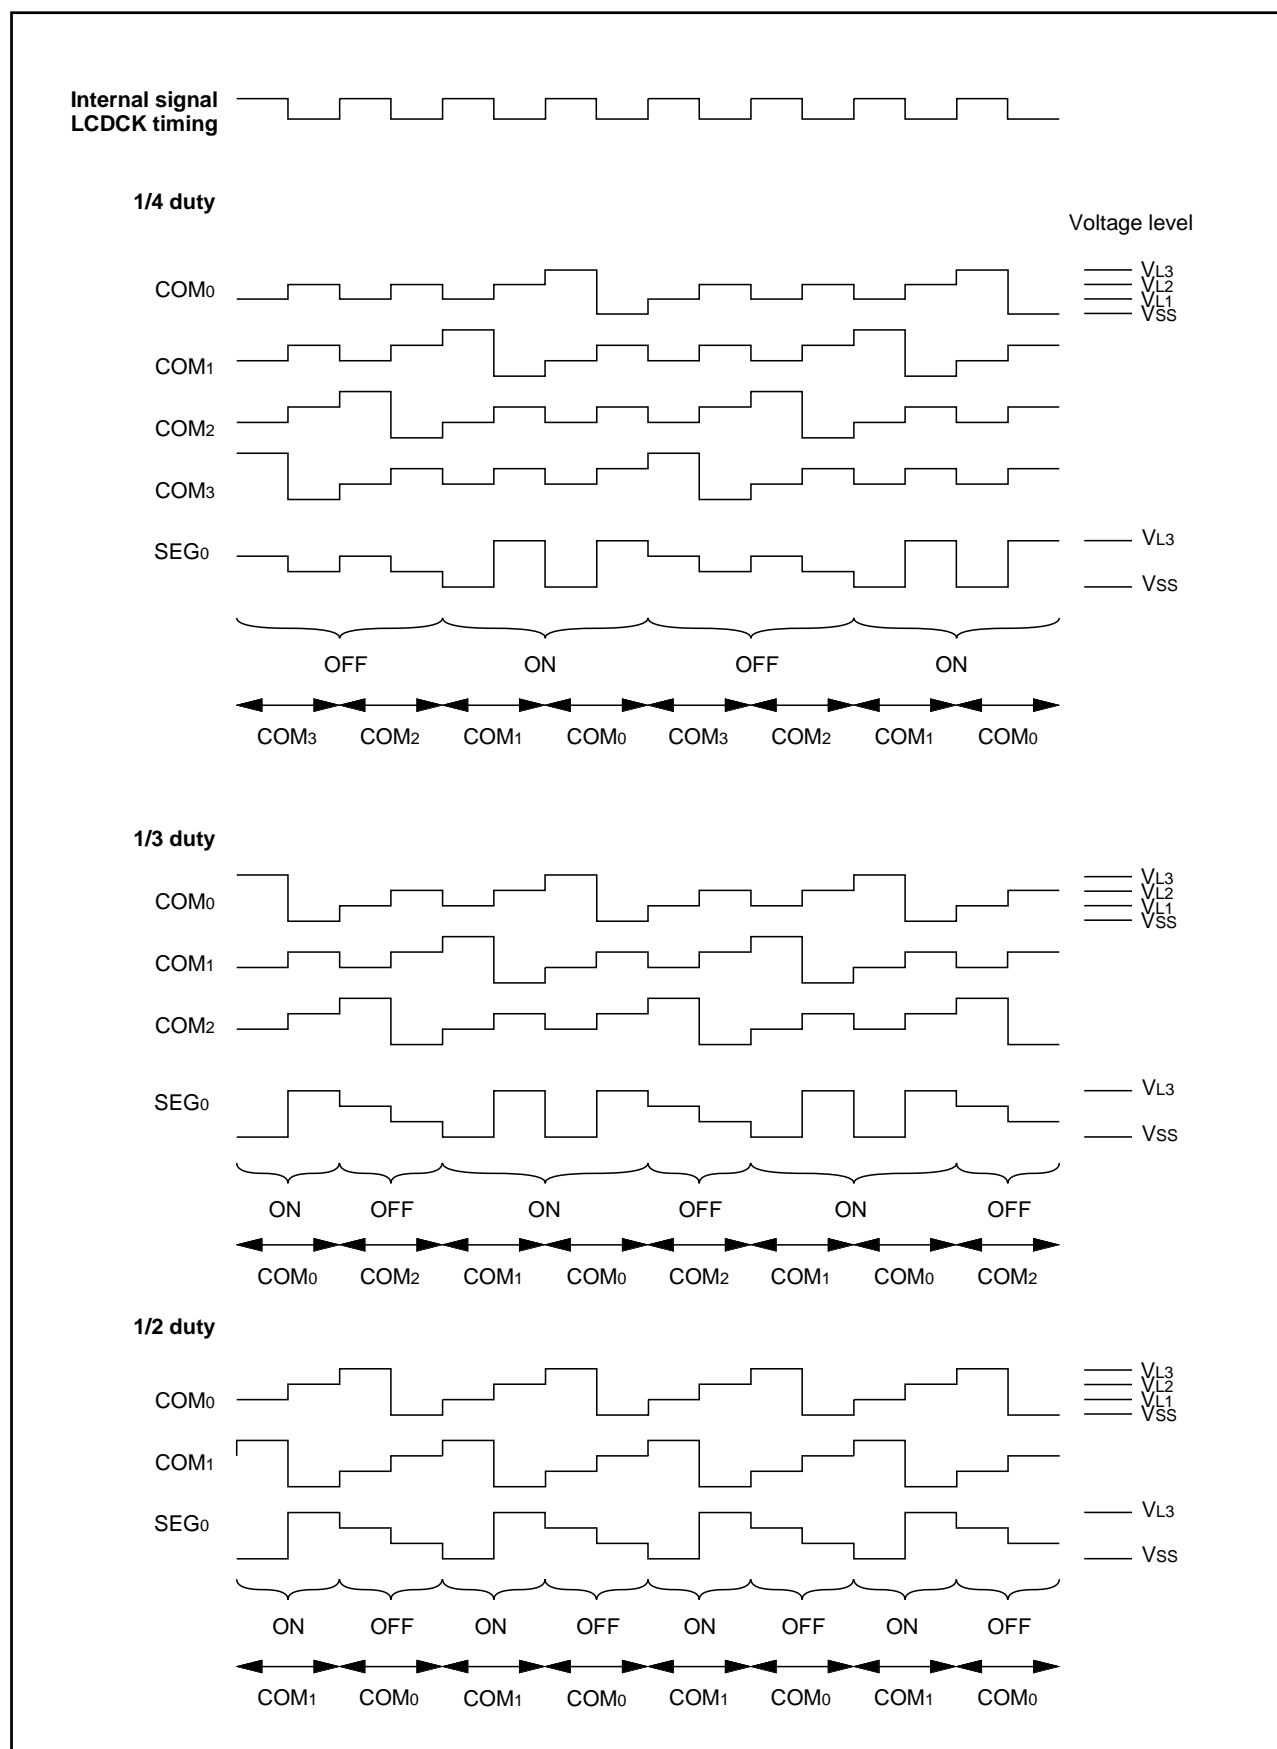 Internal signal
LCDCK timing
1/4 duty
Voltage level
COM0
VL3
VL2
VL1
VSS
COM1
COM2
COM3
SEG0
VL3
VSS
OFF ON OFF ON
COM3 COM2 COM1 COM0 COM3 COM2 COM1 COM0
1/3 duty
COM0
VL3
VL2
VL1
VSS
COM1
COM2
SEG0
VL3
VSS
ON OFF ON OFF ON OFF
COM0 COM2 COM1 COM0 COM2 COM1 COM0 COM2
1/2 duty
COM0
VL3
VL2
VL1
VSS
COM1
SEG0
VL3
VSS
ON OFF ON OFF ON OFF ON OFF
COM1 COM0 COM1 COM0 COM1 COM0 COM1 COM0